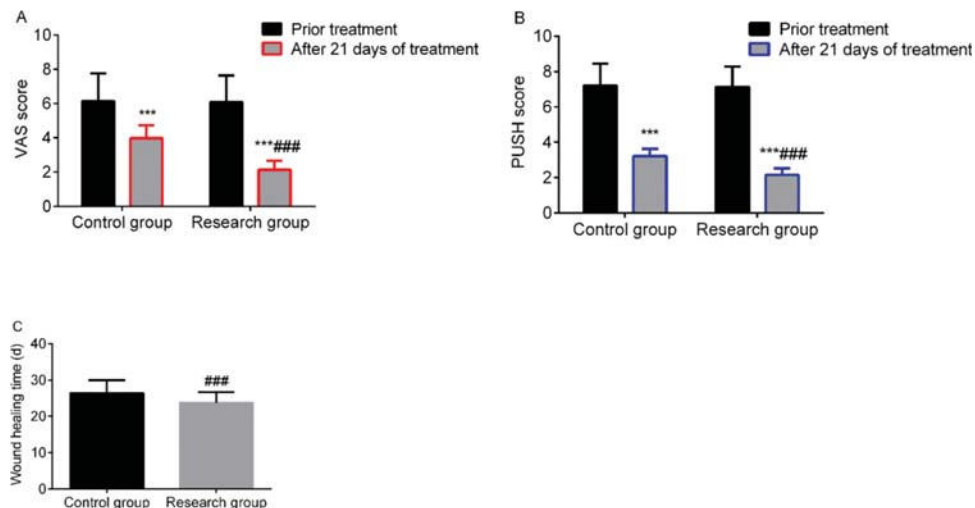 A
Prior treatment
After 21 days of treatment
VAS score
10
8
6
4
2
0
***
***###
Control group
Research group
B
Prior treatment
After 21 days of treatment
PUSH score
10
8
6
4
2
0
***
***###
Control group
Research group
C
Wound healing time (d)
40
30
20
10
0
###
Control group
Research group